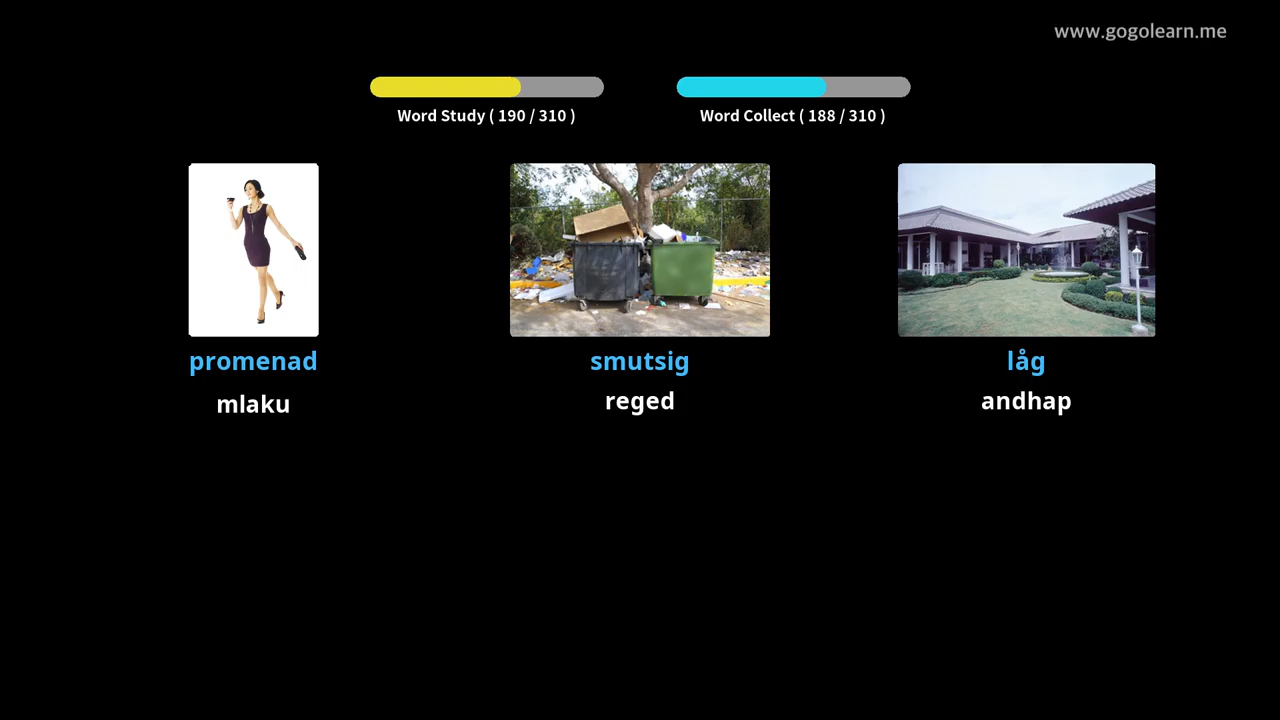 www.gogolearn.me
Word Study ( 190 / 310 )
Word Collect ( 188 / 310 )
promenad
mlaku
smutsig
reged
låg
andhap